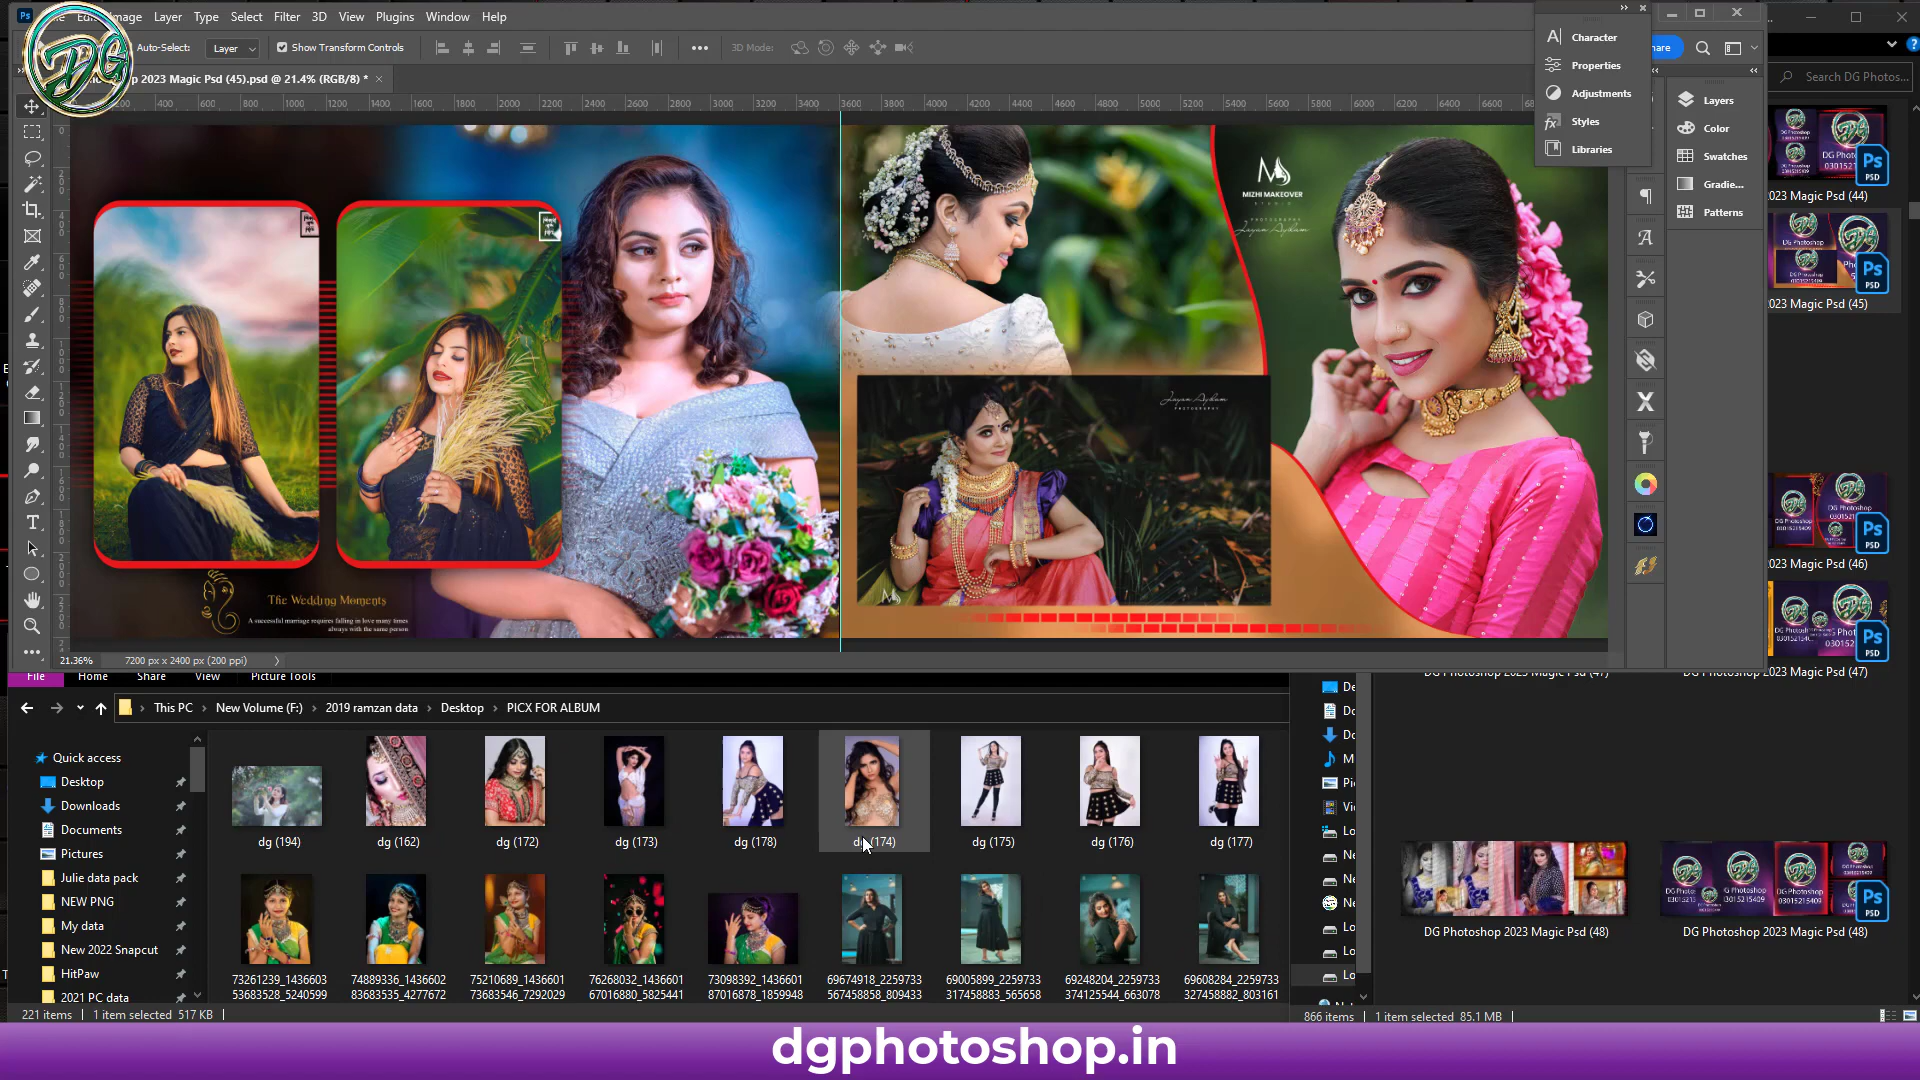 Ps
Edit
Image
Layer
Type
Select
Filter
3D
View
Plugins
Window
Help
Auto-Select:
Layer
Show Transform Controls
3D Mode:
Share
Search DG Photos...
2023 Magic Psd (45).psd @ 21.4% (RGB/8) *
200 400 600 800 1000 1200 1400 1600 1800 2000 2200 2400 2600 2800 3000 3200 3400 3600 3800 4000 4200 4400 4600 4800 5000 5200 5400 5600 5800 6000 6200 6400 6600
Character
Properties
Adjustments
Styles
Libraries
Layers
Color
Swatches
Gradie...
Patterns
DG
MIZHI MAKEOVER
STUDIO
PHOTOGRAPHY
Jayan Aykum
Jayan Aykum
PHOTOGRAPHY
The Wedding Moments
A successful marriage requires falling in love many times
always with the same person
2023 Magic Psd (44)
2023 Magic Psd (45)
2023 Magic Psd (46)
2023 Magic Psd (47)
21.36%
7200 px x 2400 px (200 ppi)
File
Home
Share
View
Picture Tools
This PC
New Volume (F:)
2019 ramzan data
Desktop
PICX FOR ALBUM
Quick access
Desktop
Downloads
Documents
Pictures
Julie data pack
NEW PNG
My data
New 2022 Snapcut
HitPaw
2021 PC data
dg (194)
dg (162)
dg (172)
dg (173)
dg (178)
dg (174)
dg (175)
dg (176)
dg (177)
73261239_1436603
53683528_5240599
74889336_1436602
83683535_4277672
75210689_1436601
73683546_7292029
76268032_1436601
67016880_5825441
73098392_1436601
87016878_1859948
69674918_2259733
567458858_809433
69005899_2259733
317458883_565658
69248204_2259733
374125544_663078
69608284_2259733
327458882_803161
221 items
1 item selected 517 KB
DG Photoshop 2023 Magic Psd (48)
DG Photoshop 2023 Magic Psd (48)
866 items
1 item selected 85.1 MB
dgphotoshop.in